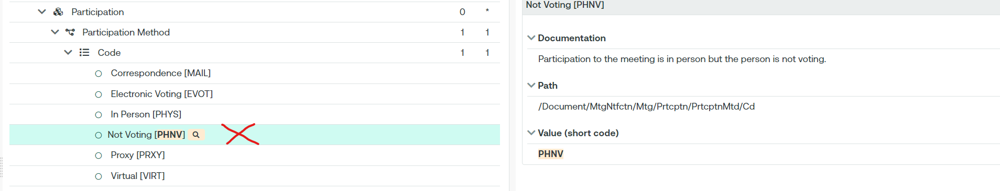 Participation 0 *
Participation Method 1 1
Code 1 1
Correspondence [MAIL]
Electronic Voting [EVOT]
In Person [PHYS]
Not Voting [PHNV]
Proxy [PRXY]
Virtual [VIRT]
Not Voting [PHNV]
Documentation
Participation to the meeting is in person but the person is not voting.
Path
/Document/MtgNtfctn/Mtg/Prtcptn/PrtcptnMtd/Cd
Value (short code)
PHNV